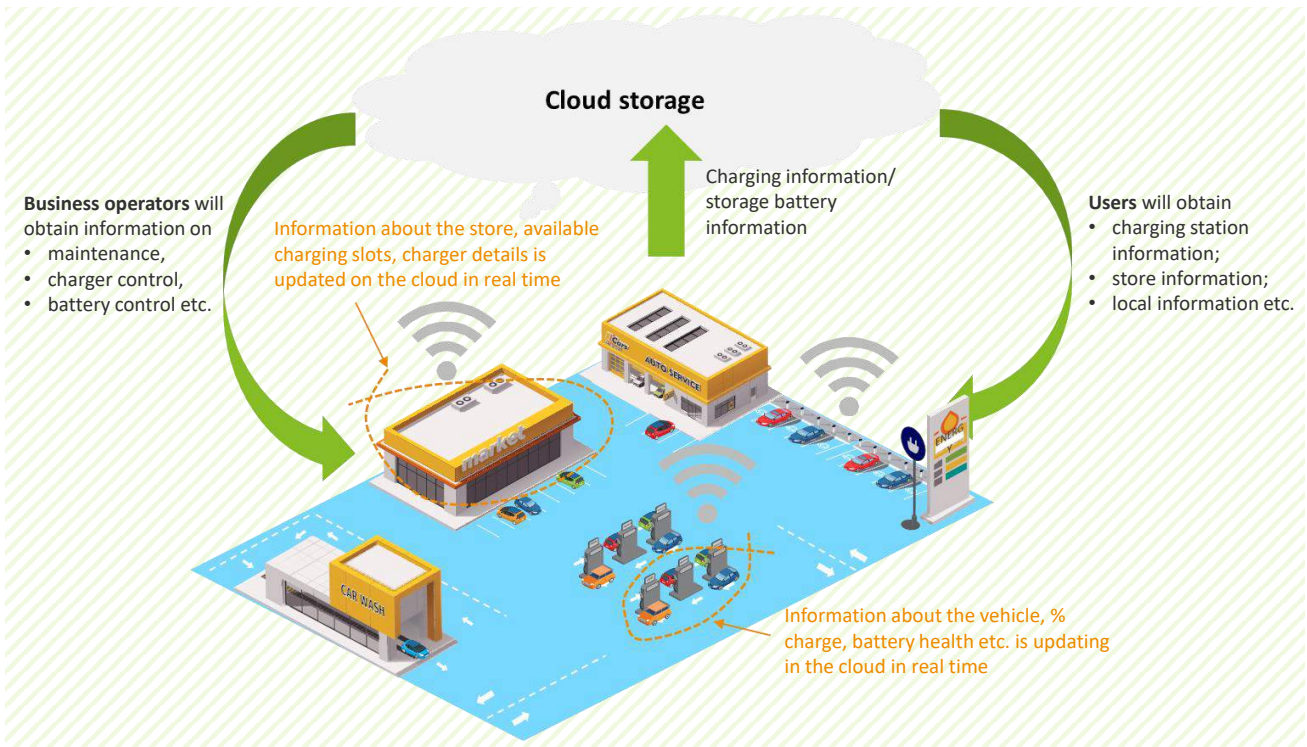 Cloud storage
Business operators will
obtain information on
• maintenance,
• charger control,
• battery control etc.
Information about the store, available
charging slots, charger details is
updated on the cloud in real time
Charging information/
storage battery
information
Users will obtain
• charging station
information;
• store information;
• local information etc.
Cars
AUTO SERVICE
market
ENERG
Y
CAR WASH
Information about the vehicle, %
charge, battery health etc. is updating
in the cloud in real time